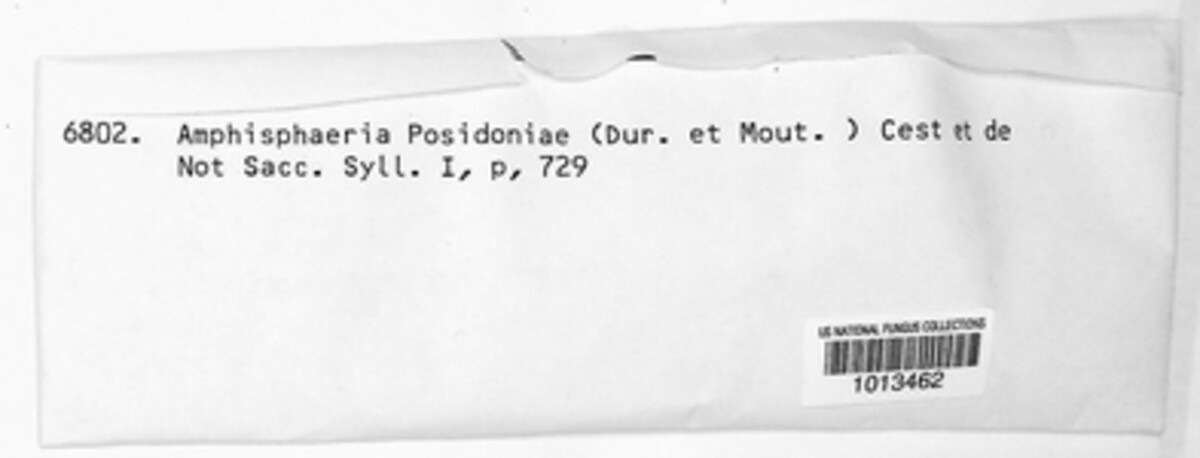 6802. Amphisphaeria Posidoniae (Dur. et Mout. ) Cest et de
Not Sacc. Syll. I, p, 729
US NATIONAL FUNGUS COLLECTIONS
1013462